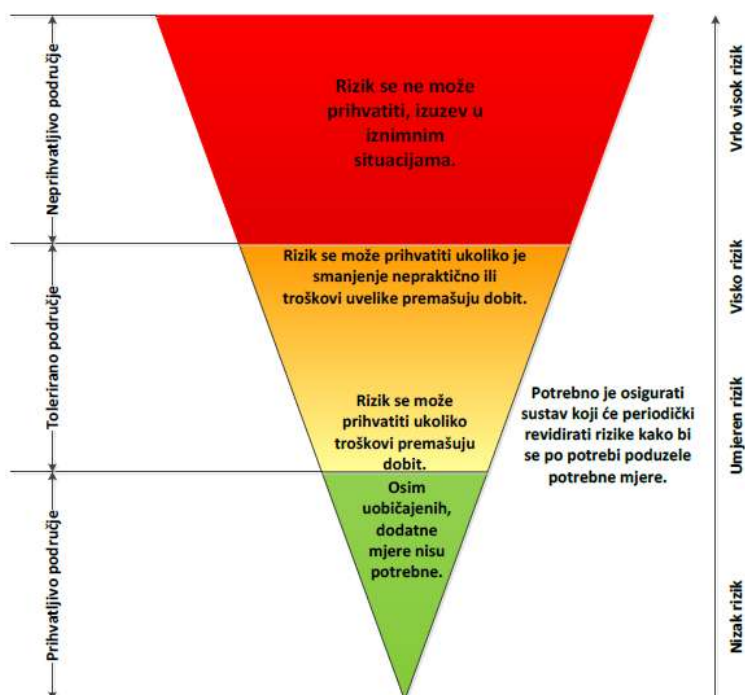 Neprihvatljivo područje
Rizik se ne može
prihvatiti, izuzev u
iznimnim
situacijama.
Vrlo visok rizik
Tolerirano područje
Rizik se može prihvatiti ukoliko je
smanjenje nepraktično ili
troškovi uvelike premašuju dobit.
Visko rizik
Rizik se može
prihvatiti ukoliko
troškovi premašuju
dobit.
Potrebno je osigurati
sustav koji će periodički
revidirati rizike kako bi
se po potrebi poduzele
potrebne mjere.
Umjeren rizik
Prihvatljivo područje
Osim
uobičajenih,
dodatne
mjere nisu
potrebne.
Nizak rizik